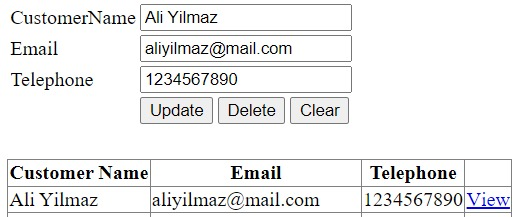 CustomerName Ali Yilmaz
Email aliyilmaz@mail.com
Telephone 1234567890
Update Delete Clear
Customer Name Email Telephone
Ali Yilmaz aliyilmaz@mail.com 1234567890 View